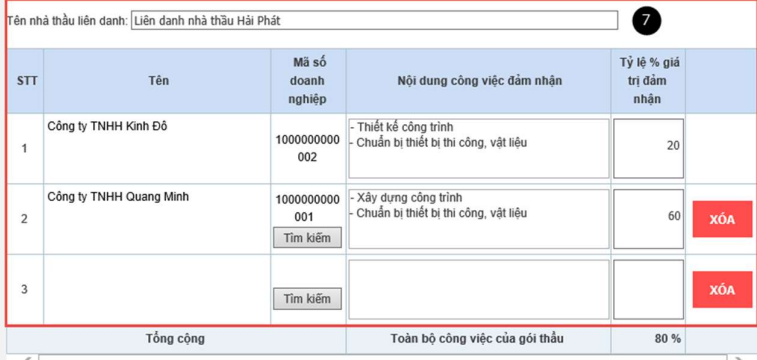 Tên nhà thầu liên danh: Liên danh nhà thầu Hải Phát
7
STT
Tên
Mã số
doanh
nghiệp
Nội dung công việc đảm nhận
Tỷ lệ % giá
trị đảm
nhận
1
Công ty TNHH Kinh Đô
1000000000
002
- Thiết kế công trình
- Chuẩn bị thiết bị thi công, vật liệu
20
2
Công ty TNHH Quang Minh
1000000000
001
Tìm kiếm
- Xây dựng công trình
- Chuẩn bị thiết bị thi công, vật liệu
60
XÓA
3
Tìm kiếm
XÓA
Tổng cộng
Toàn bộ công việc của gói thầu
80 %